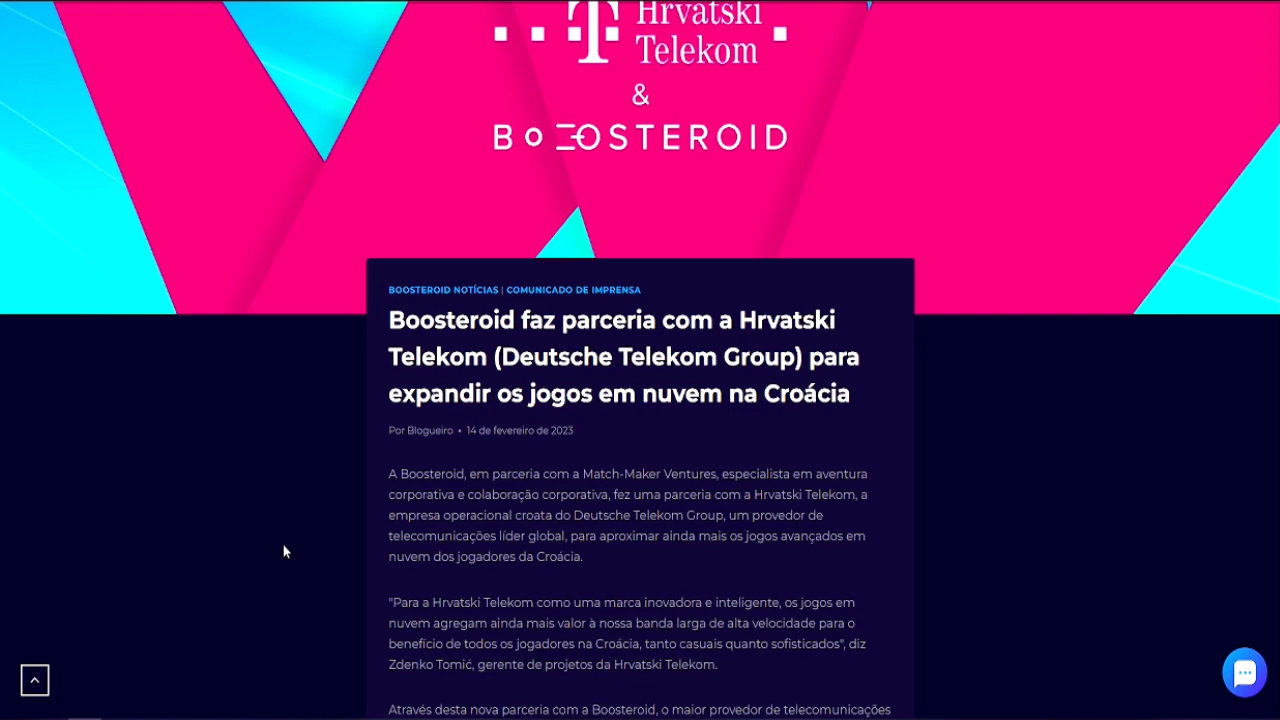 Hrvatski
Telekom
&
BOOSTEROID
BOOSTEROID NOTÍCIAS | COMUNICADO DE IMPRENSA
Boosteroid faz parceria com a Hrvatski
Telekom (Deutsche Telekom Group) para
expandir os jogos em nuvem na Croácia
Por Blogueiro • 14 de fevereiro de 2023
A Boosteroid, em parceria com a Match-Maker Ventures, especialista em aventura
corporativa e colaboração corporativa, fez uma parceria com a Hrvatski Telekom, a
empresa operacional croata do Deutsche Telekom Group, um provedor de
telecomunicações líder global, para aproximar ainda mais os jogos avançados em
nuvem dos jogadores da Croácia.
"Para a Hrvatski Telekom como uma marca inovadora e inteligente, os jogos em
nuvem agregam ainda mais valor à nossa banda larga de alta velocidade para o
benefício de todos os jogadores na Croácia, tanto casuais quanto sofisticados", diz
Zdenko Tomić, gerente de projetos da Hrvatski Telekom.
Através desta nova parceria com a Boosteroid, o maior provedor de telecomunicações